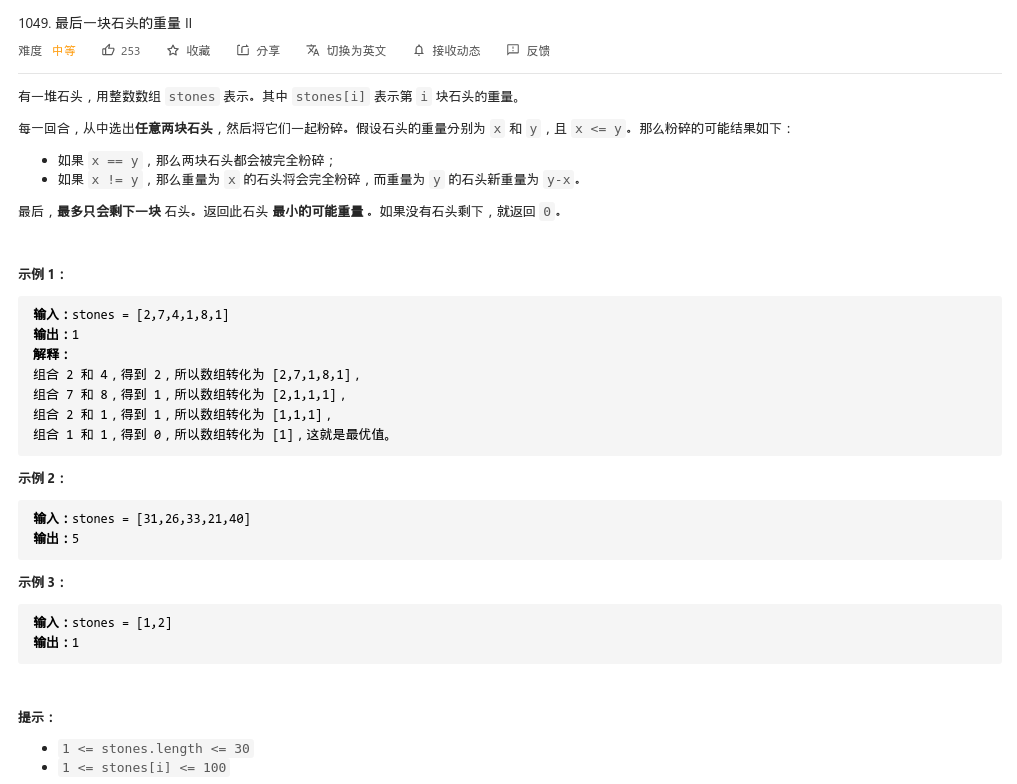 1049. 最后一块石头的重量 II
难度 中等 253 收藏 分享 切换为英文 接收动态 反馈
有一堆石头，用整数数组 stones 表示。其中 stones[i] 表示第 i 块石头的重量。
每一回合，从中选出任意两块石头，然后将它们一起粉碎。假设石头的重量分别为 x 和 y，且 x <= y。那么粉碎的可能结果如下：
• 如果 x == y，那么两块石头都会被完全粉碎；
• 如果 x != y，那么重量为 x 的石头将会完全粉碎，而重量为 y 的石头新重量为 y-x。
最后，最多只会剩下一块 石头。返回此石头 最小的可能重量 。如果没有石头剩下，就返回 0。
示例 1：
输入：stones = [2,7,4,1,8,1]
输出：1
解释：
组合 2 和 4，得到 2，所以数组转化为 [2,7,1,8,1]，
组合 7 和 8，得到 1，所以数组转化为 [2,1,1,1]，
组合 2 和 1，得到 1，所以数组转化为 [1,1,1]，
组合 1 和 1，得到 0，所以数组转化为 [1]，这就是最优值。
示例 2：
输入：stones = [31,26,33,21,40]
输出：5
示例 3：
输入：stones = [1,2]
输出：1
提示：
• 1 <= stones.length <= 30
• 1 <= stones[i] <= 100